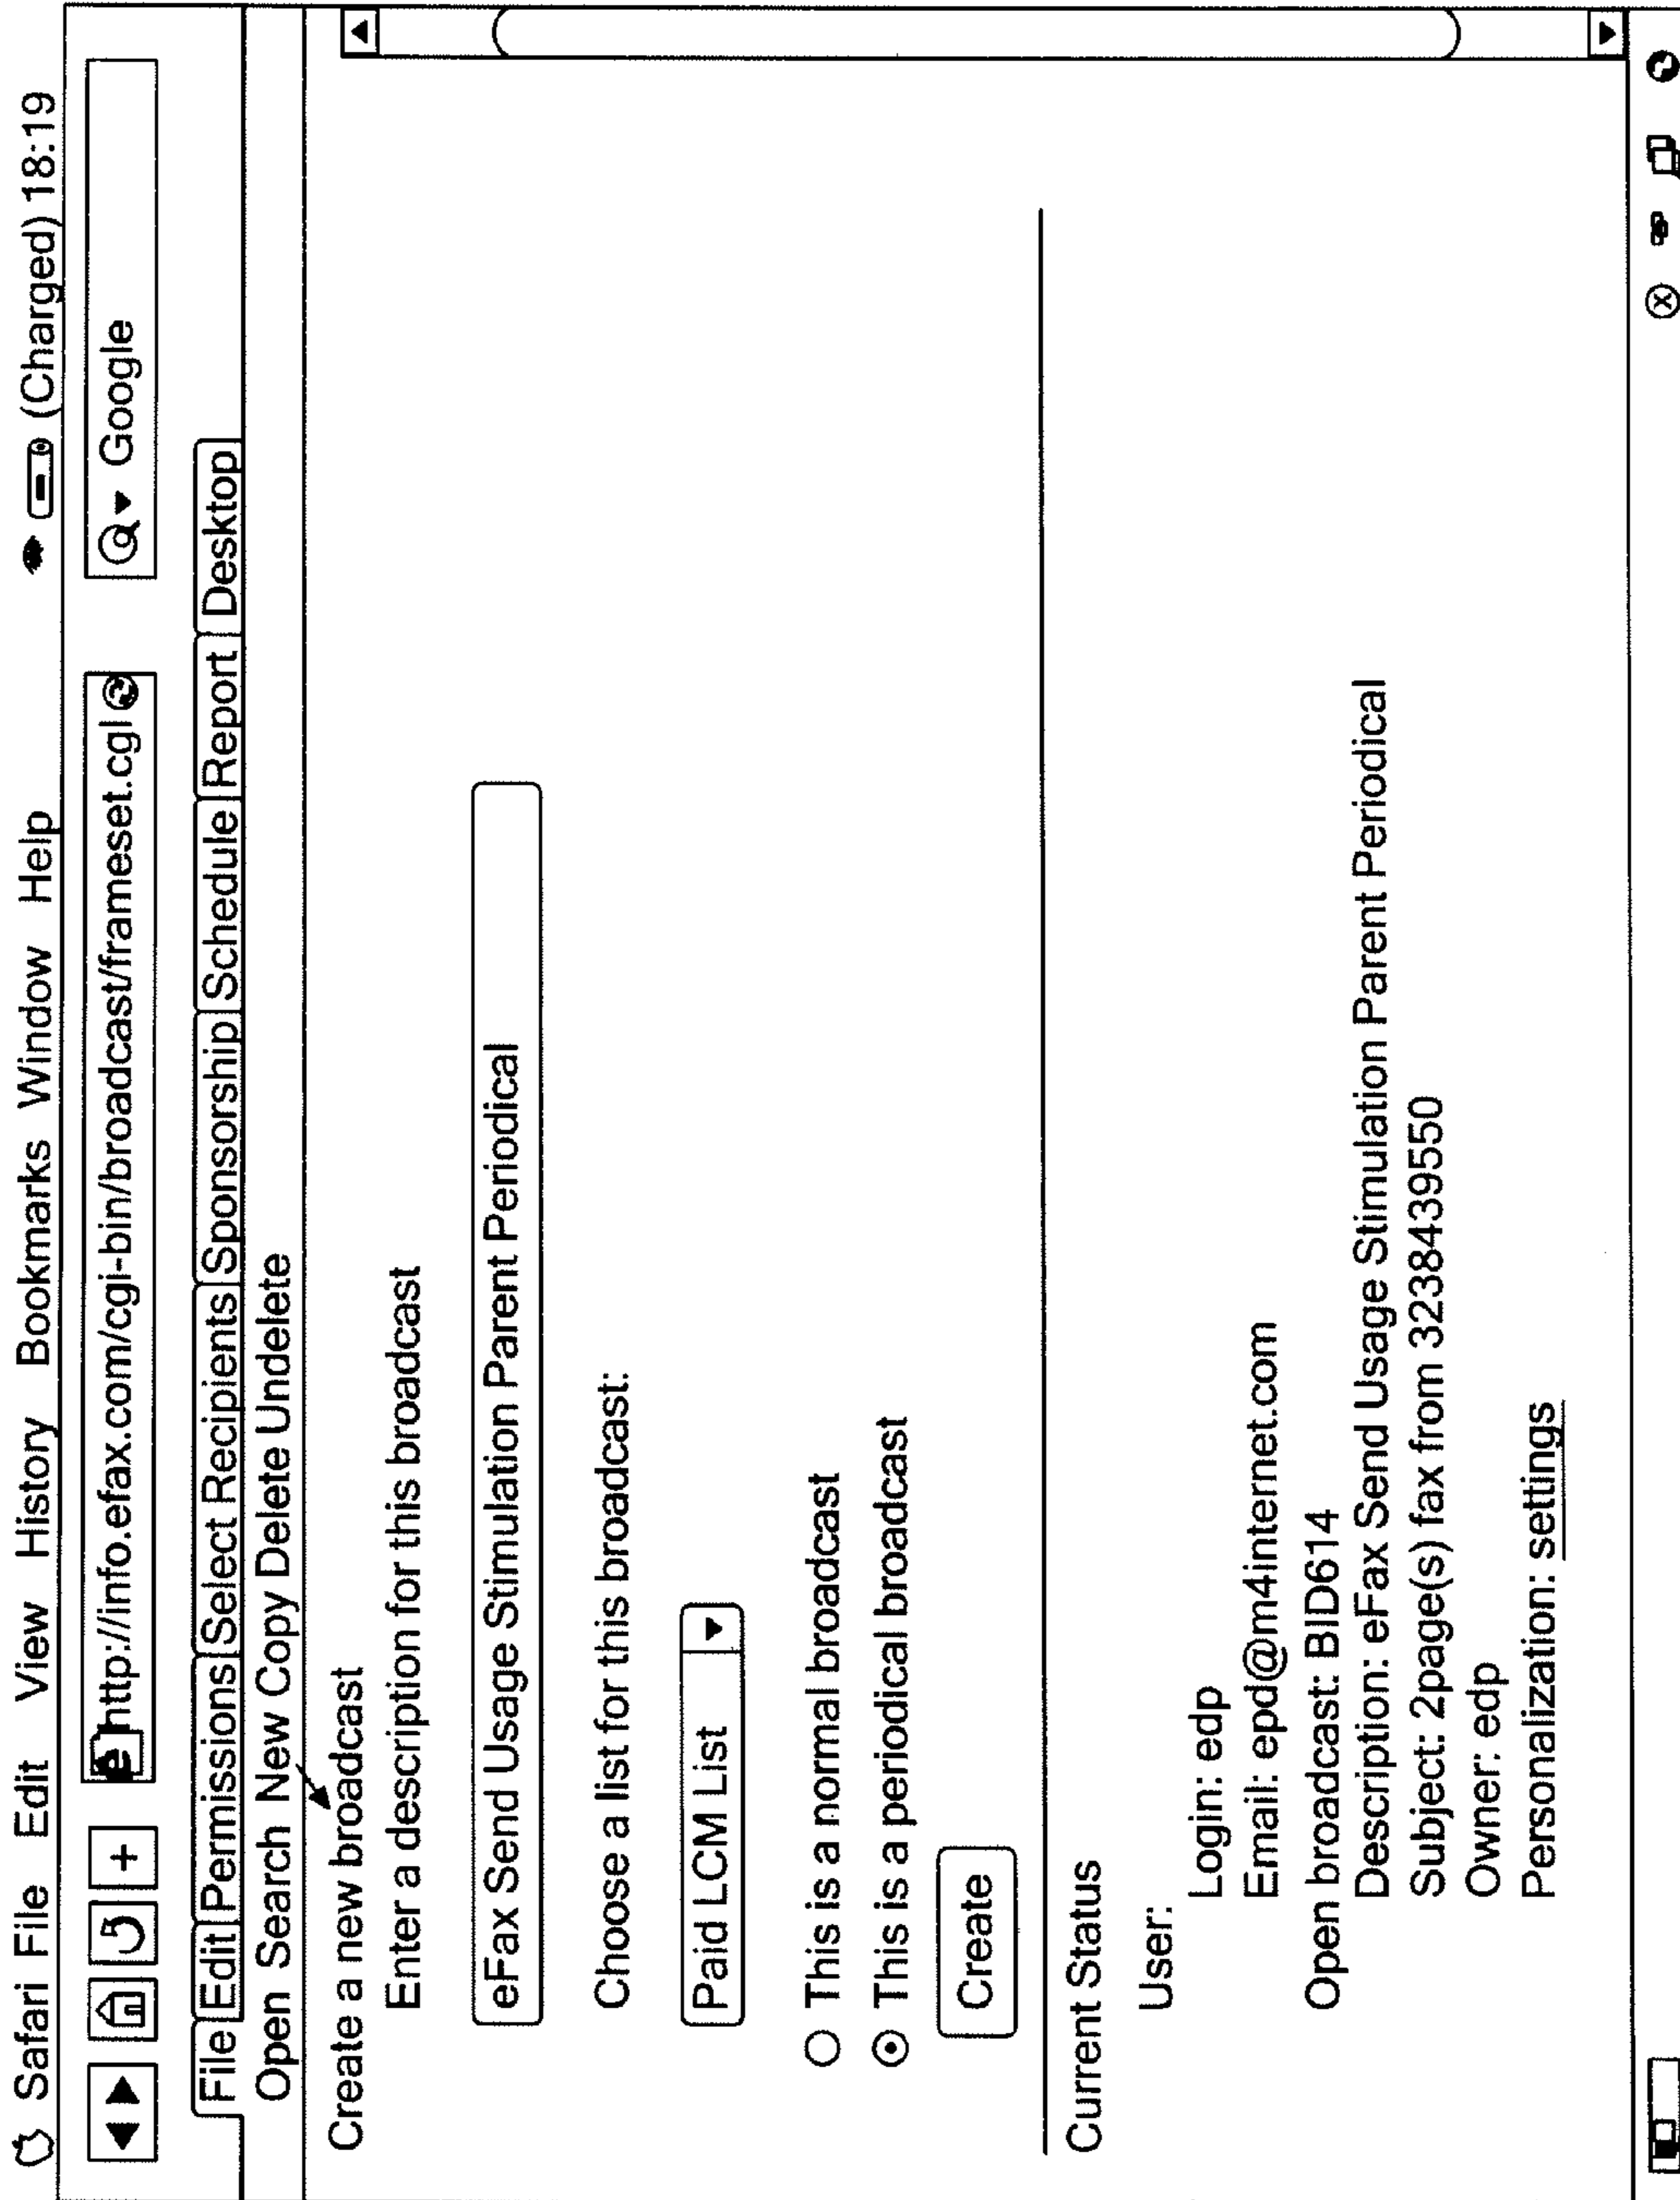 Safari File Edit View History Bookmarks Window Help (Charged) 18:19
http://info.efax.com/cgi-bin/broadcast/frameset.cgl Google
File Edit Permissions Select Recipients Sponsorship Schedule Report Desktop
Open Search New Copy Delete Undelete
Create a new broadcast
Enter a description for this broadcast
eFax Send Usage Stimulation Parent Periodical
Choose a list for this broadcast:
Paid LCM List
This is a normal broadcast
This is a periodical broadcast
Create
Current Status
User:
Login: edp
Email: epd@m4internet.com
Open broadcast: BID614
Description: eFax Send Usage Stimulation Parent Periodical
Subject: 2page(s) fax from 3238439550
Owner: edp
Personalization: settings